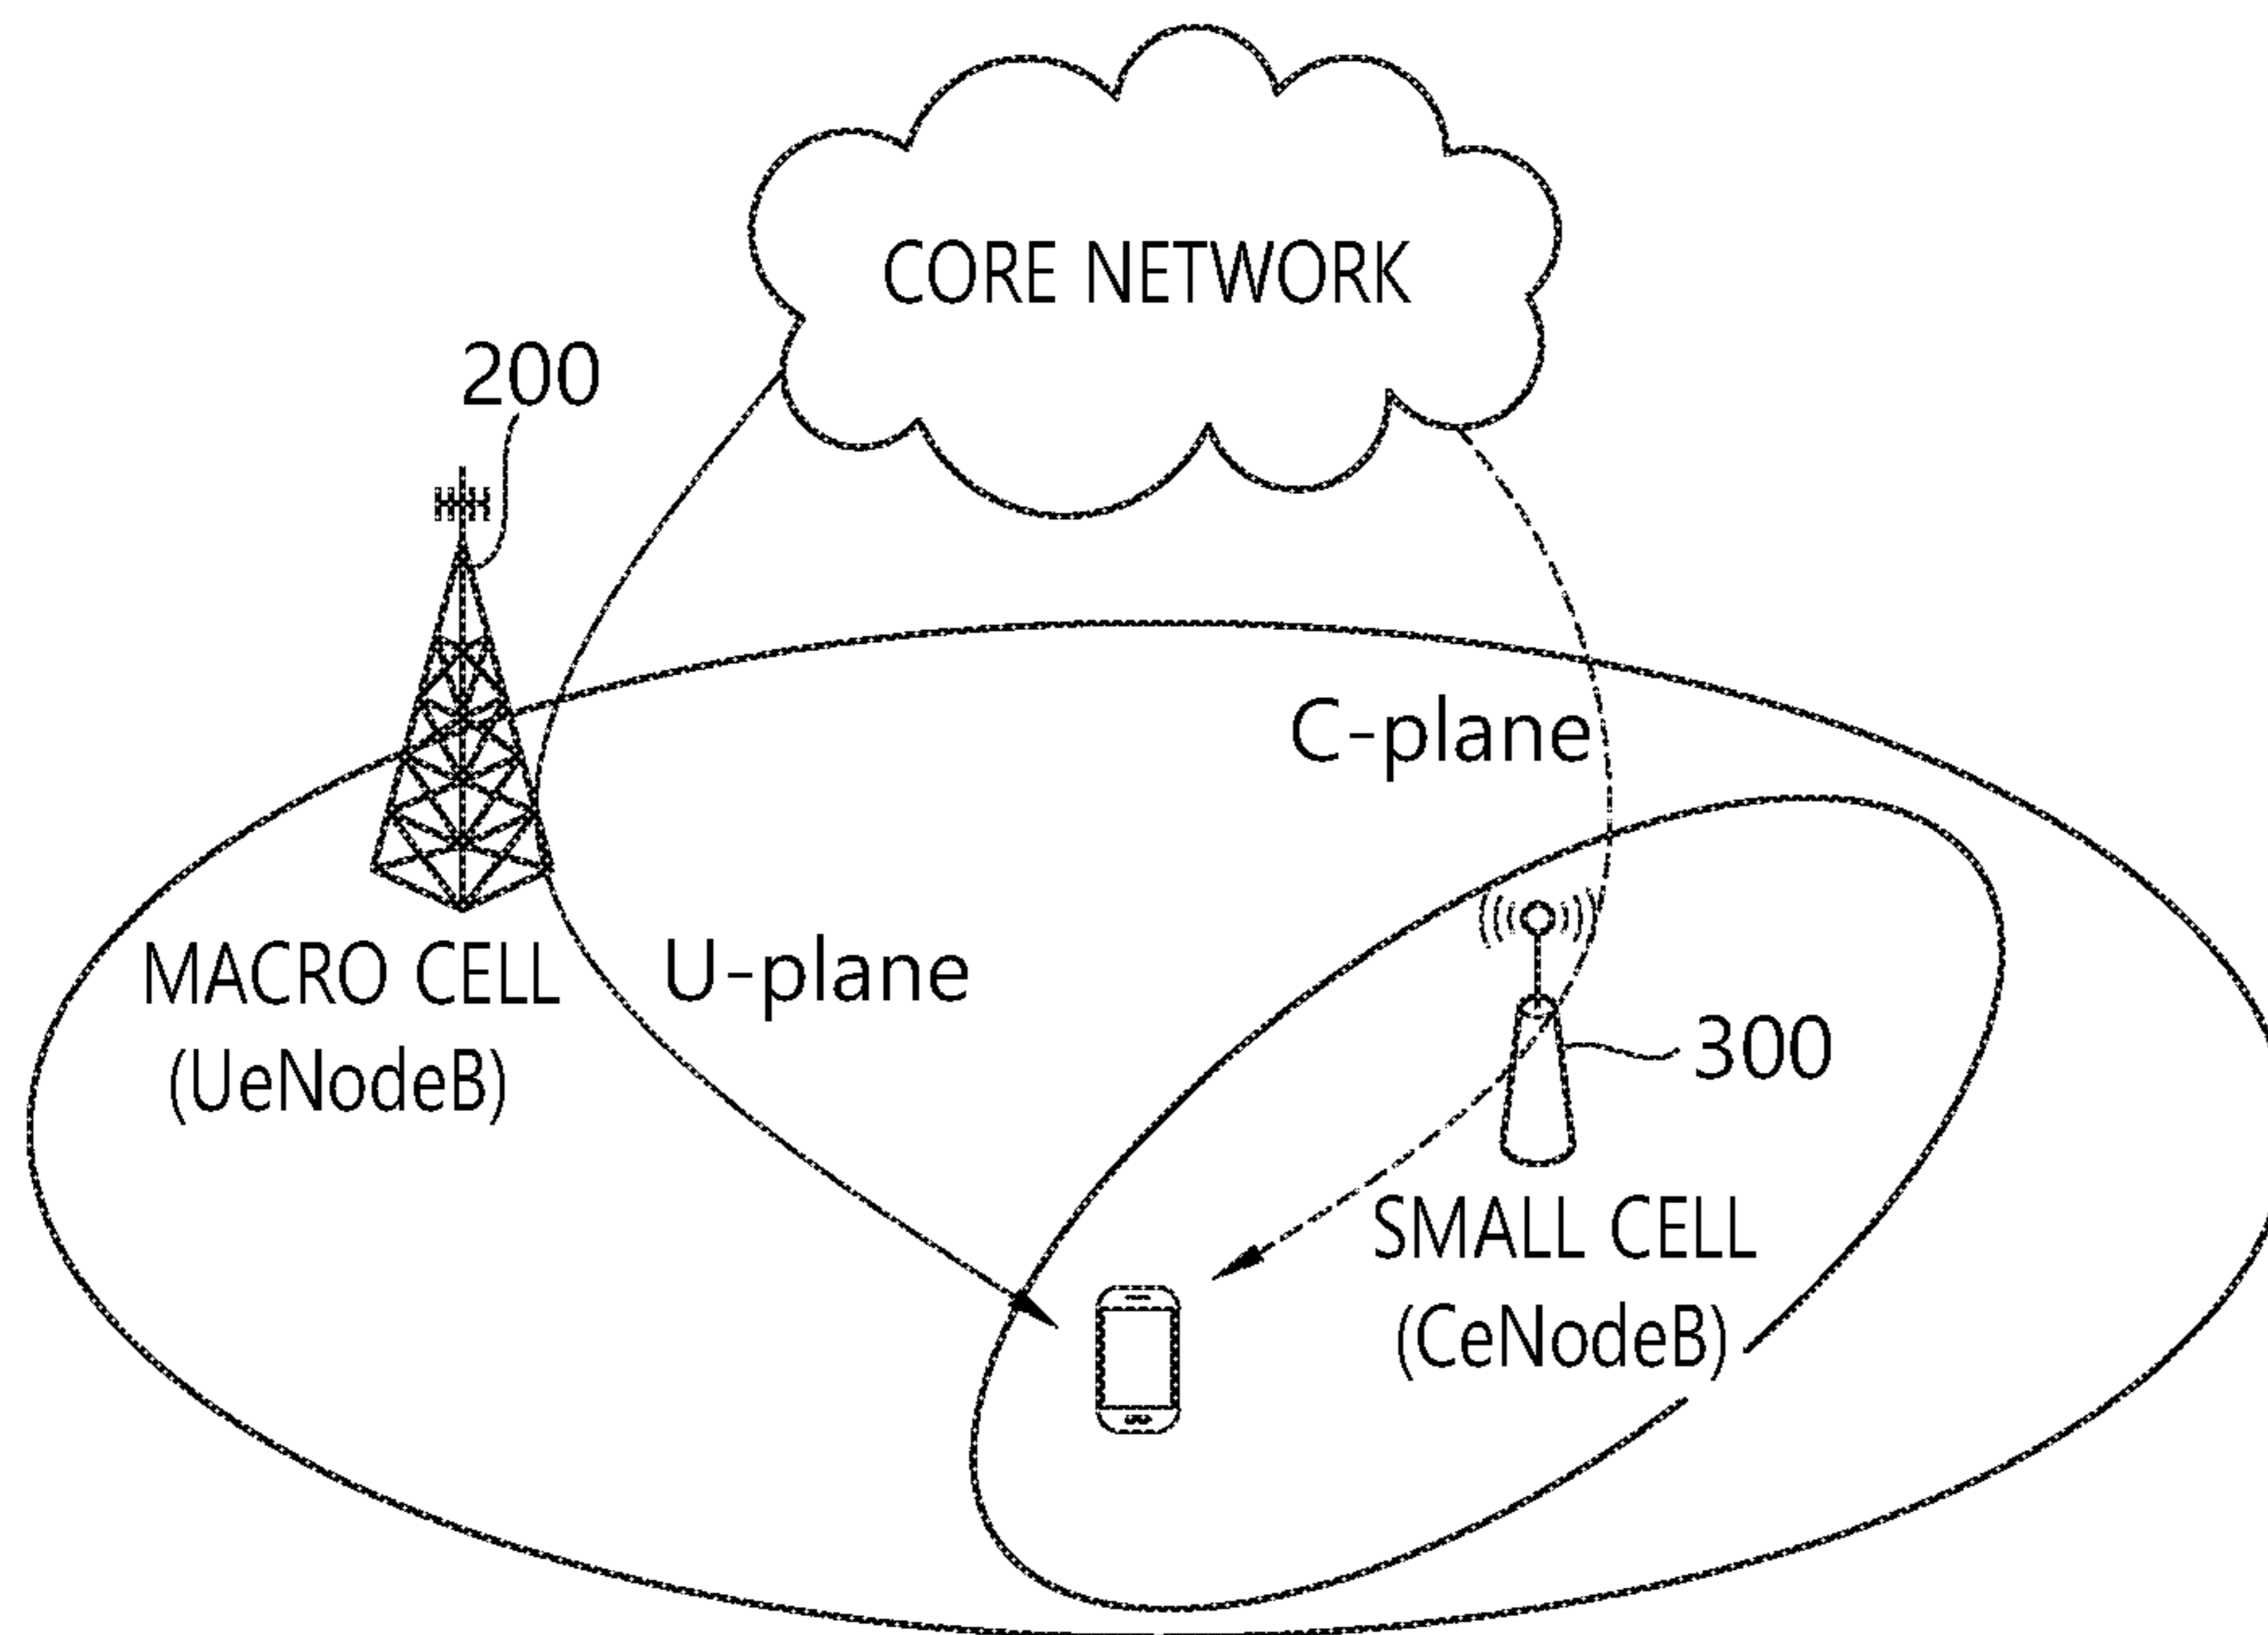 CORE NETWORK
200
C-plane
U-plane
MACRO CELL
(UeNodeB)
300
SMALL CELL
(CeNodeB)